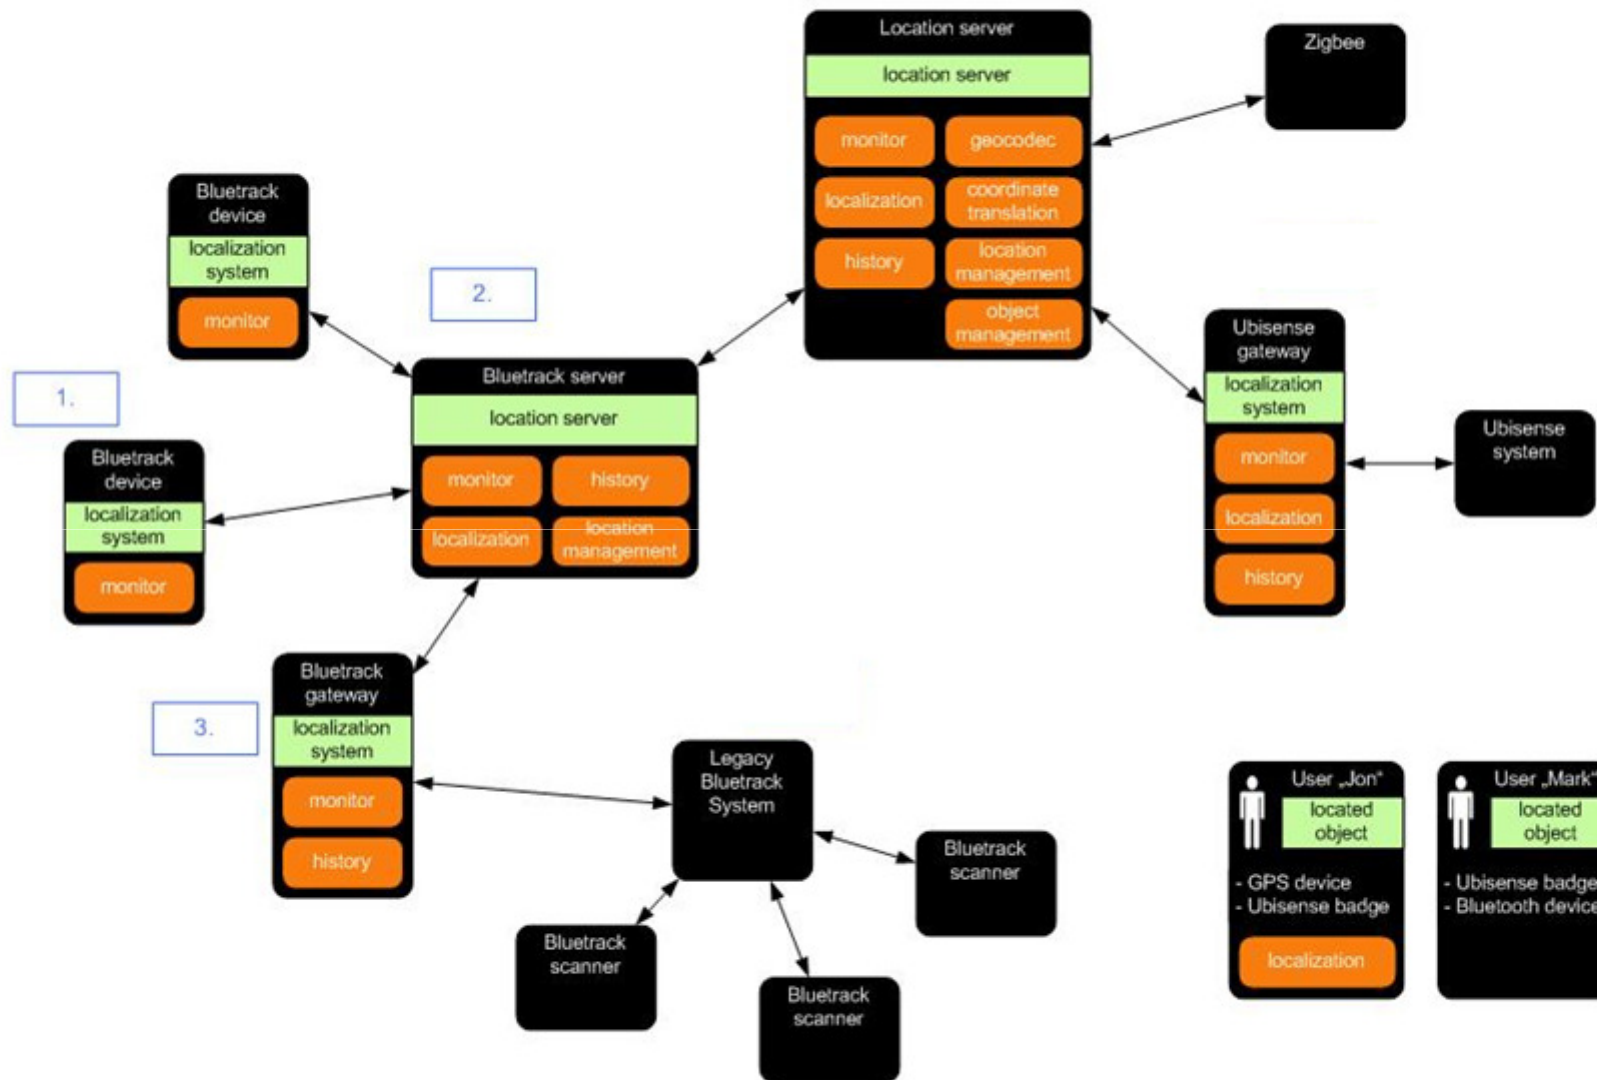 Location server
location server
monitor
geocodec
localization
coordinate
translation
history
location
management
object
management
Zigbee
Bluetrack
device
localization
system
monitor
2.
1.
Bluetrack
device
localization
system
monitor
Bluetrack server
location server
monitor
history
localization
location
management
Ubisense
gateway
localization
system
monitor
localization
history
Ubisense
system
3.
Bluetrack
gateway
localization
system
monitor
history
Legacy
Bluetrack
System
Bluetrack
scanner
Bluetrack
scanner
Bluetrack
scanner
User „Jon“
located
object
- GPS device
- Ubisense badge
localization
User „Mark“
located
object
- Ubisense badge
- Bluetooth device